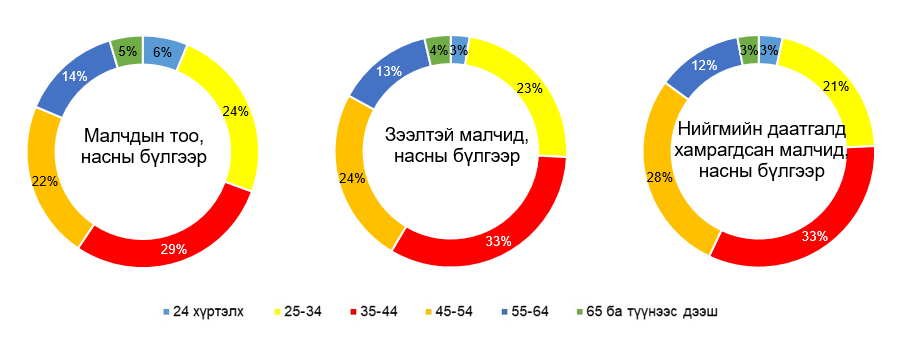 6%
24%
29%
22%
14%
5%
Малчдын тоо,
насны бүлгээр
3%
23%
33%
24%
13%
4%
Зээлтэй малчид,
насны бүлгээр
3%
21%
33%
28%
12%
3%
Нийгмийн даатгалд
хамрагдсан малчид,
насны бүлгээр
24 хүртэлх 25-34 35-44 45-54 55-64 65 ба түүнээс дээш